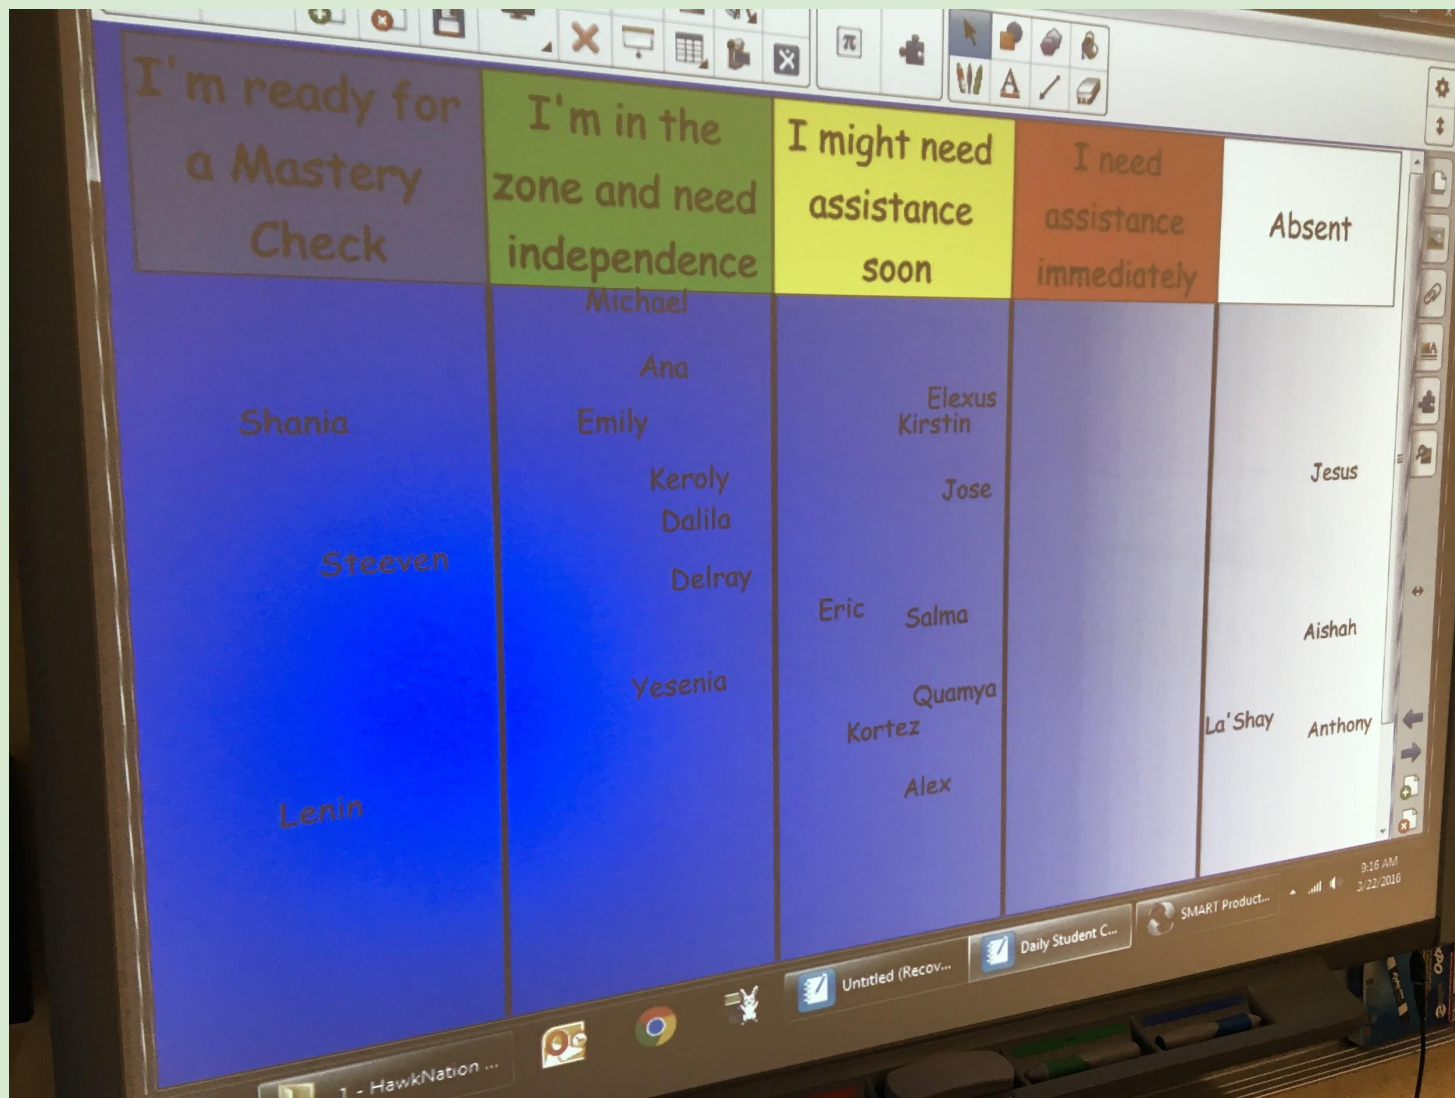 I'm ready for
a Mastery
Check
I'm in the
zone and need
independence
I might need
assistance
soon
I need
assistance
immediately
Absent
Shania
Steeven
Lenin
Michael
Ana
Emily
Keroly
Dalila
Delray
Yesenia
Elexus
Kirstin
Jose
Eric
Salma
Quamya
Kortez
Alex
Jesus
Aishah
La'Shay
Anthony
1 - HawkNation ...
Untitled (Recov...
Daily Student C...
SMART Product...
9:16 AM
3/22/2016